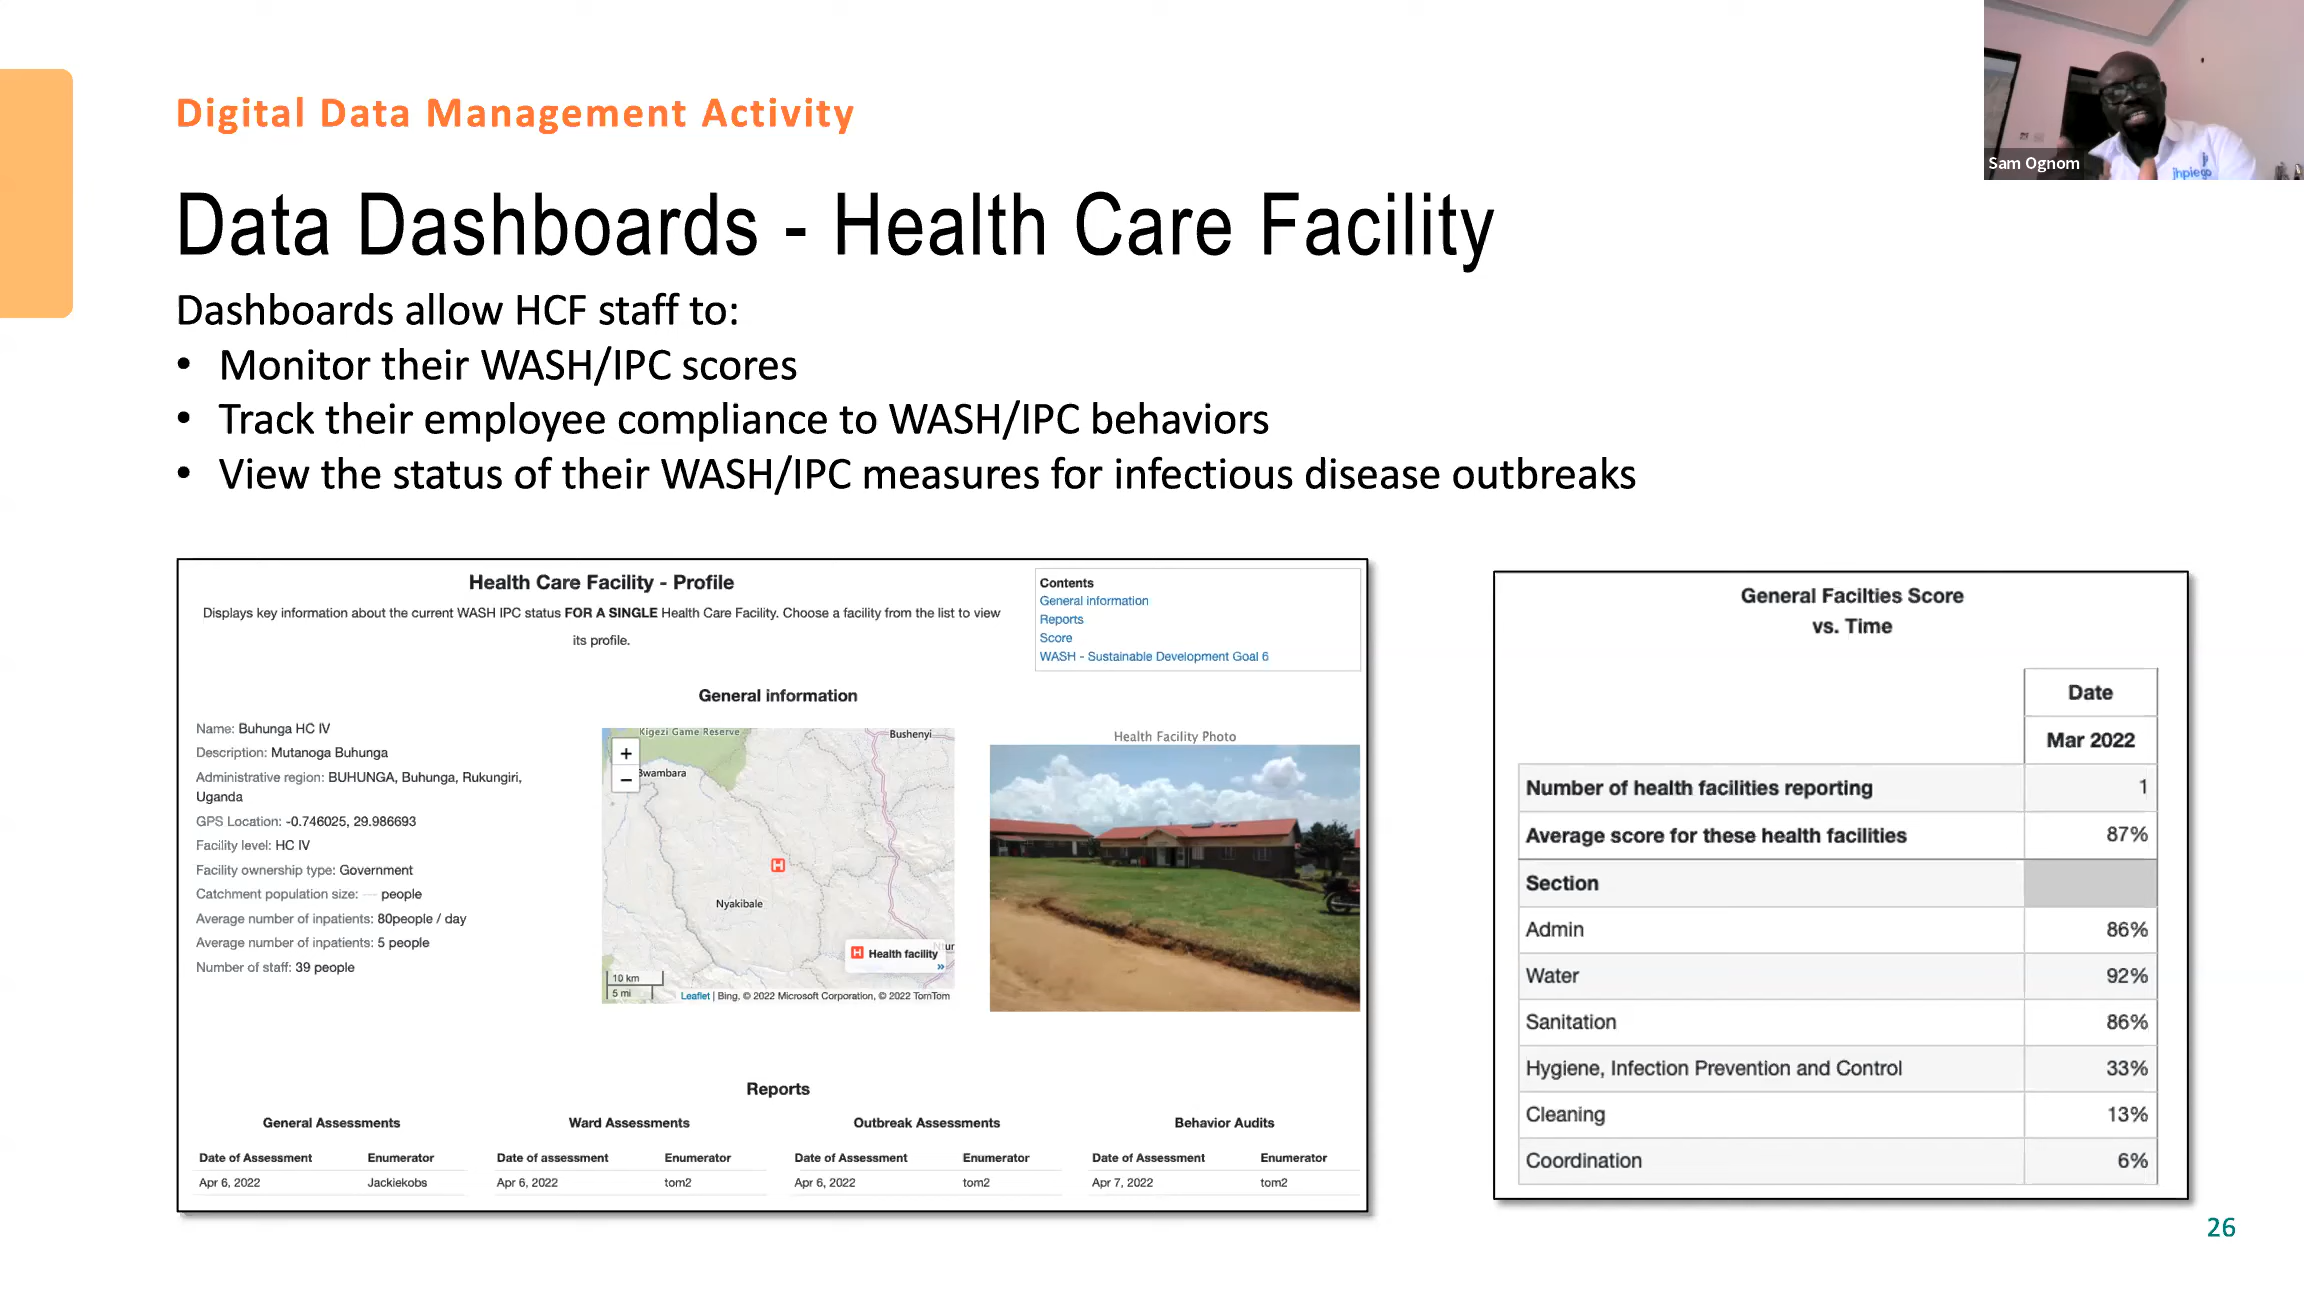 Digital Data Management Activity
Data Dashboards - Health Care Facility
Dashboards allow HCF staff to:
• Monitor their WASH/IPC scores
• Track their employee compliance to WASH/IPC behaviors
• View the status of their WASH/IPC measures for infectious disease outbreaks
Sam Ognom
jhpiego
Health Care Facility - Profile
Displays key information about the current WASH IPC status FOR A SINGLE Health Care Facility. Choose a facility from the list to view
its profile.
Contents
General information
Reports
Score
WASH - Sustainable Development Goal 6
General information
Name: Buhunga HC IV
Description: Mutanoga Buhunga
Administrative region: BUHUNGA, Buhunga, Rukungiri,
Uganda
GPS Location: -0.746025, 29.986693
Facility level: HC IV
Facility ownership type: Government
Catchment population size: — people
Average number of inpatients: 80people / day
Average number of inpatients: 5 people
Number of staff: 39 people
Kigezi Game Reserve
Bushenyi
+
−
Bwambara
Nyakibale
Health facility
»
10 km
5 mi
Leaflet | Bing, © 2022 Microsoft Corporation, © 2022 TomTom
Health Facility Photo
Reports
General Assessments
Date of Assessment Enumerator
Apr 6, 2022 Jackiekobs
Ward Assessments
Date of assessment Enumerator
Apr 6, 2022 tom2
Outbreak Assessments
Date of Assessment Enumerator
Apr 6, 2022 tom2
Behavior Audits
Date of Assessment Enumerator
Apr 7, 2022 tom2
General Facilties Score
vs. Time
Date
Mar 2022
Number of health facilities reporting 1
Average score for these health facilities 87%
Section
Admin 86%
Water 92%
Sanitation 86%
Hygiene, Infection Prevention and Control 33%
Cleaning 13%
Coordination 6%
26